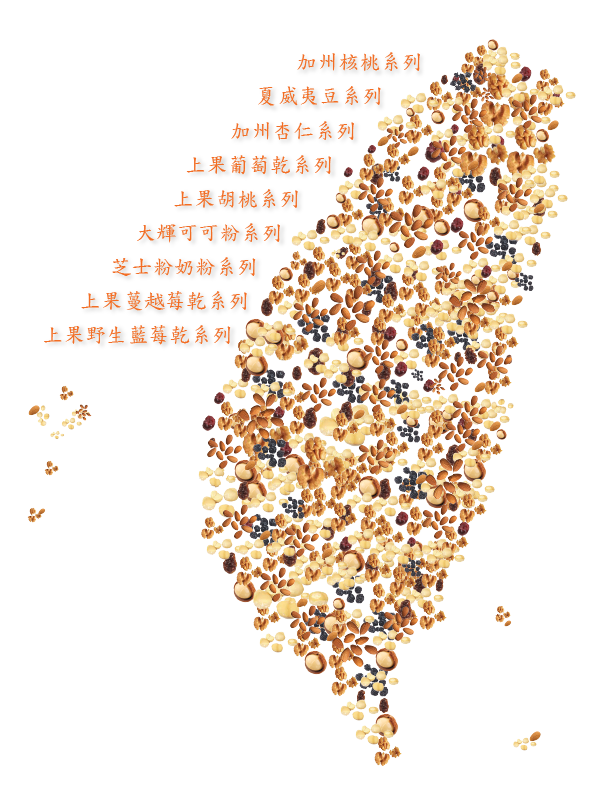 加州核桃系列
夏威夷豆系列
加州杏仁系列
上果葡萄乾系列
上果胡桃系列
大輝可可粉系列
芝士粉奶粉系列
上果蔓越莓乾系列
上果野生藍莓乾系列